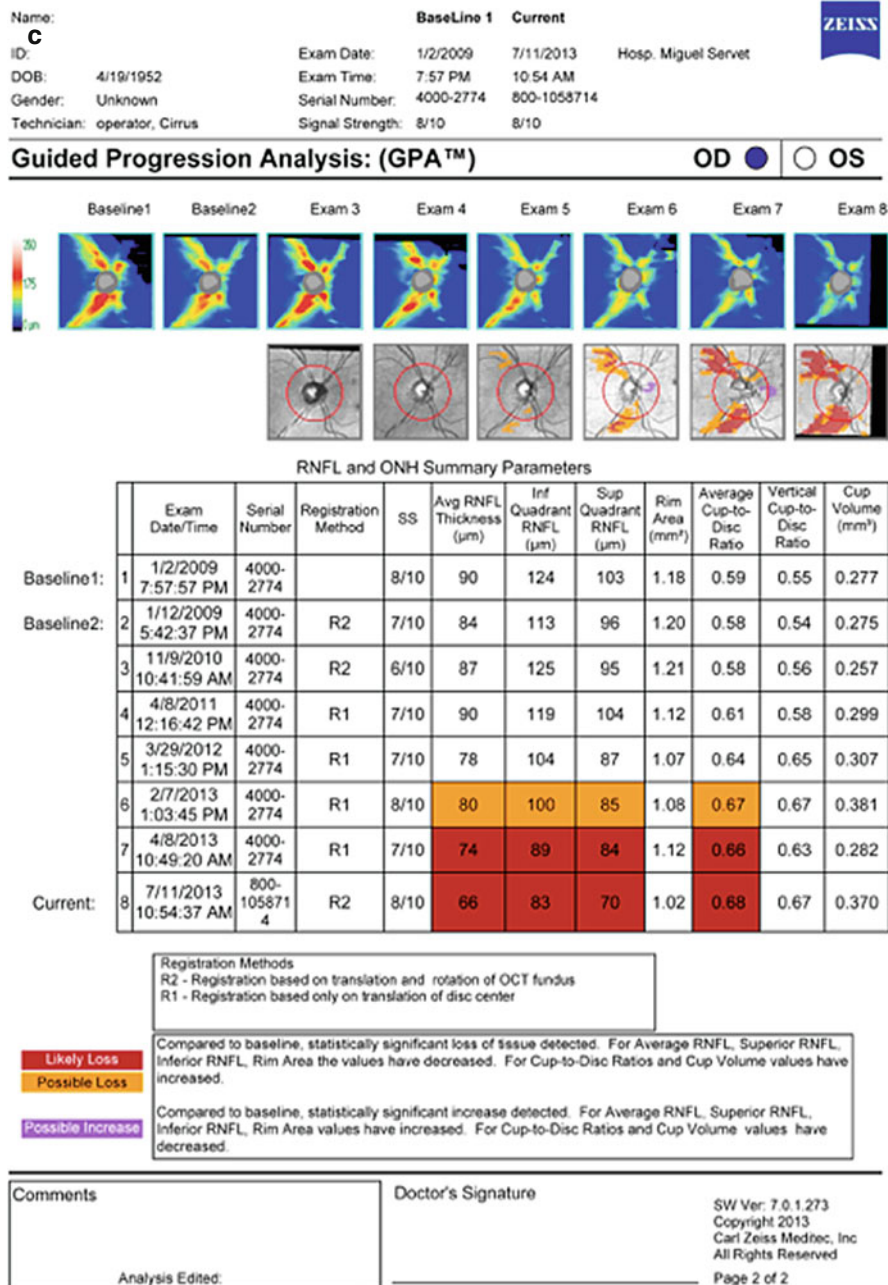 Name: BaseLine 1 Current
c
ZEISS
ID: Exam Date: 1/2/2009 7/11/2013 Hosp. Miguel Servet
DOB: 4/19/1952 Exam Time: 7:57 PM 10:54 AM
Gender: Unknown Serial Number: 4000-2774 800-1058714
Technician: operator, Cirrus Signal Strength: 8/10 8/10
Guided Progression Analysis: (GPA™) OD OS
Baseline1 Baseline2 Exam 3 Exam 4 Exam 5 Exam 6 Exam 7 Exam 8
350
175
0 µm
RNFL and ONH Summary Parameters
Exam Date/Time Serial Number Registration Method SS Avg RNFL Thickness (µm) Inf Quadrant RNFL (µm) Sup Quadrant RNFL (µm) Rim Area (mm²) Average Cup-to-Disc Ratio Vertical Cup-to-Disc Ratio Cup Volume (mm³)
Baseline1: 1 1/2/2009 7:57:57 PM 4000-2774 8/10 90 124 103 1.18 0.59 0.55 0.277
Baseline2: 2 1/12/2009 5:42:37 PM 4000-2774 R2 7/10 84 113 96 1.20 0.58 0.54 0.275
3 11/9/2010 10:41:59 AM 4000-2774 R2 6/10 87 125 95 1.21 0.58 0.56 0.257
4 4/8/2011 12:16:42 PM 4000-2774 R1 7/10 90 119 104 1.12 0.61 0.58 0.299
5 3/29/2012 1:15:30 PM 4000-2774 R1 7/10 78 104 87 1.07 0.64 0.65 0.307
6 2/7/2013 1:03:45 PM 4000-2774 R1 8/10 80 100 85 1.08 0.67 0.67 0.381
7 4/8/2013 10:49:20 AM 4000-2774 R1 7/10 74 89 84 1.12 0.66 0.63 0.282
Current: 8 7/11/2013 10:54:37 AM 800-1058714 R2 8/10 66 83 70 1.02 0.68 0.67 0.370
Registration Methods
R2 - Registration based on translation and rotation of OCT fundus
R1 - Registration based only on translation of disc center
Likely Loss
Possible Loss
Compared to baseline, statistically significant loss of tissue detected. For Average RNFL, Superior RNFL,
Inferior RNFL, Rim Area the values have decreased. For Cup-to-Disc Ratios and Cup Volume values have
increased.
Possible Increase
Compared to baseline, statistically significant increase detected. For Average RNFL, Superior RNFL,
Inferior RNFL, Rim Area values have increased. For Cup-to-Disc Ratios and Cup Volume values have
decreased.
Comments
Doctor's Signature
SW Ver: 7.0.1.273
Copyright 2013
Carl Zeiss Meditec, Inc
All Rights Reserved
Analysis Edited:
Page 2 of 2